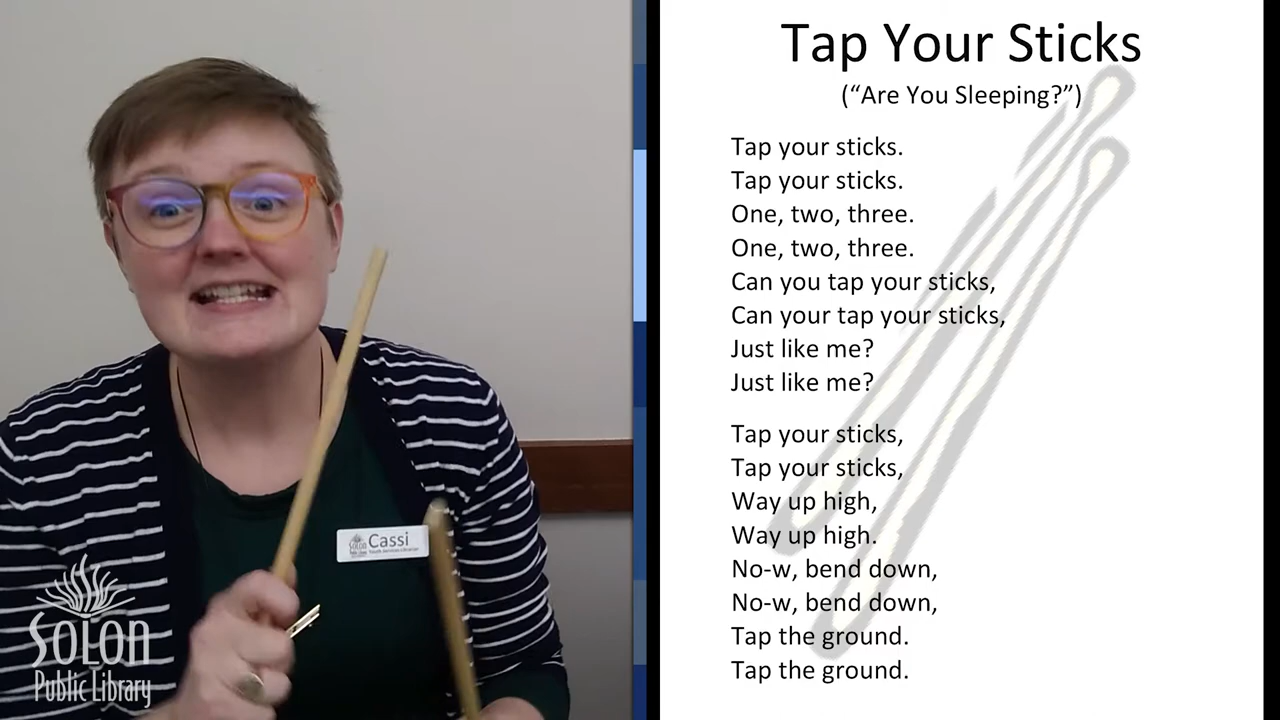 Tap Your Sticks
(“Are You Sleeping?”)
Tap your sticks.
Tap your sticks.
One, two, three.
One, two, three.
Can you tap your sticks,
Can your tap your sticks,
Just like me?
Just like me?
Tap your sticks,
Tap your sticks,
Way up high,
Way up high.
No-w, bend down,
No-w, bend down,
Tap the ground.
Tap the ground.
Cassi
Youth Services Librarian
SOLON
Public Library